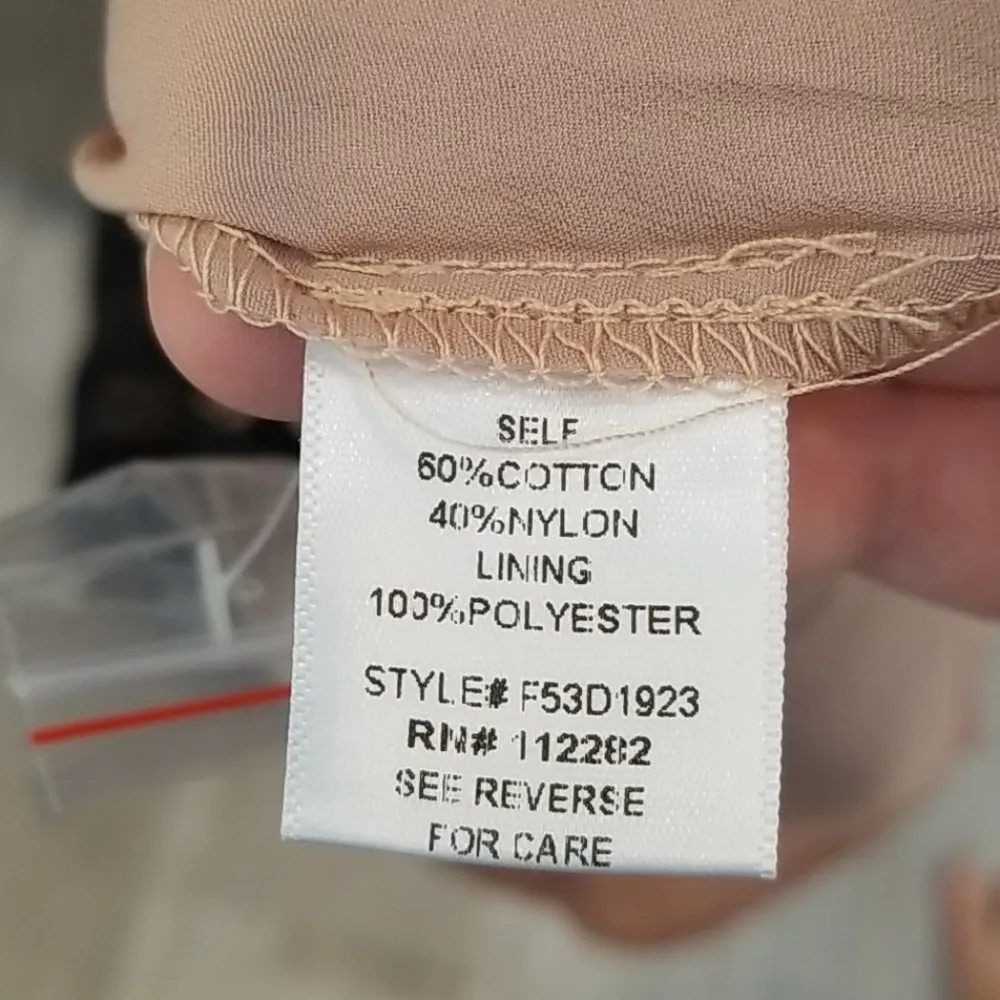 SELF
60%COTTON
40%NYLON
LINING
100%POLYESTER
STYLE# F53D1923
RN# 112282
SEE REVERSE
FOR CARE